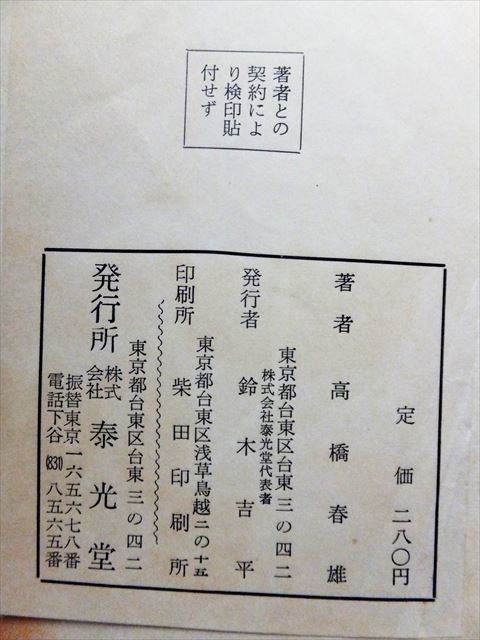 著者との
契約によ
り検印貼
付せず
定価 二八〇円
著者 高橋春雄
東京都台東区台東三の四二
株式会社泰光堂代表者
発行者 鈴木吉平
東京都台東区浅草鳥越二の十五
印刷所 柴田印刷所
東京都台東区台東三の四二
発行所 株式会社 泰光堂
振替東京一六五六七八番
電話下谷(831)八五六五番